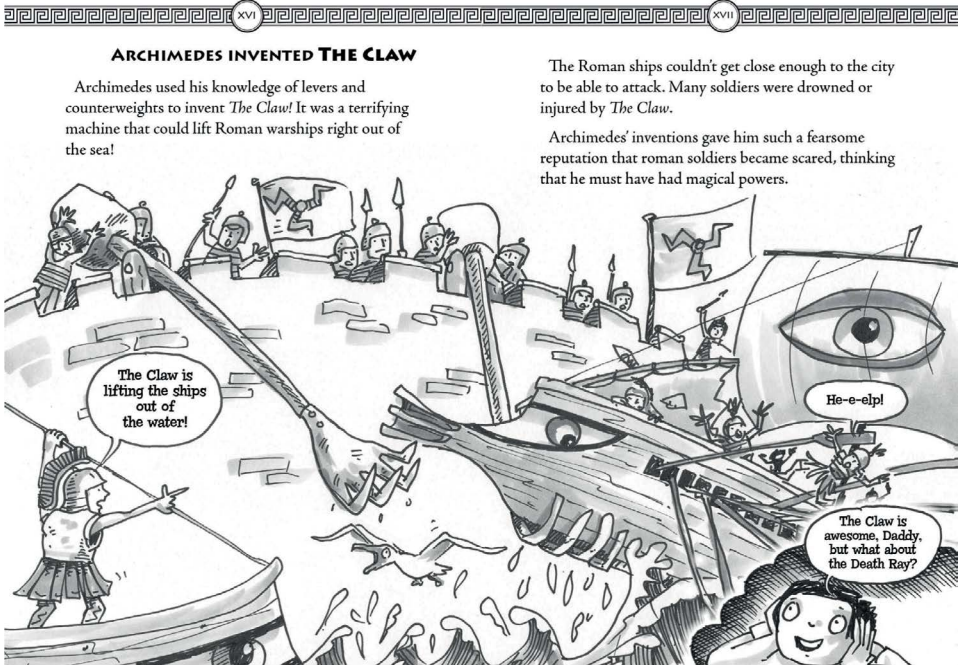 XVI
ARCHIMEDES INVENTED THE CLAW
Archimedes used his knowledge of levers and
counterweights to invent The Claw! It was a terrifying
machine that could lift Roman warships right out of
the sea!
The Claw is
lifting the ships
out of
the water!
XVII
The Roman ships couldn't get close enough to the city
to be able to attack. Many soldiers were drowned or
injured by The Claw.
Archimedes' inventions gave him such a fearsome
reputation that roman soldiers became scared, thinking
that he must have had magical powers.
He-e-elp!
The Claw is
awesome, Daddy,
but what about
the Death Ray?